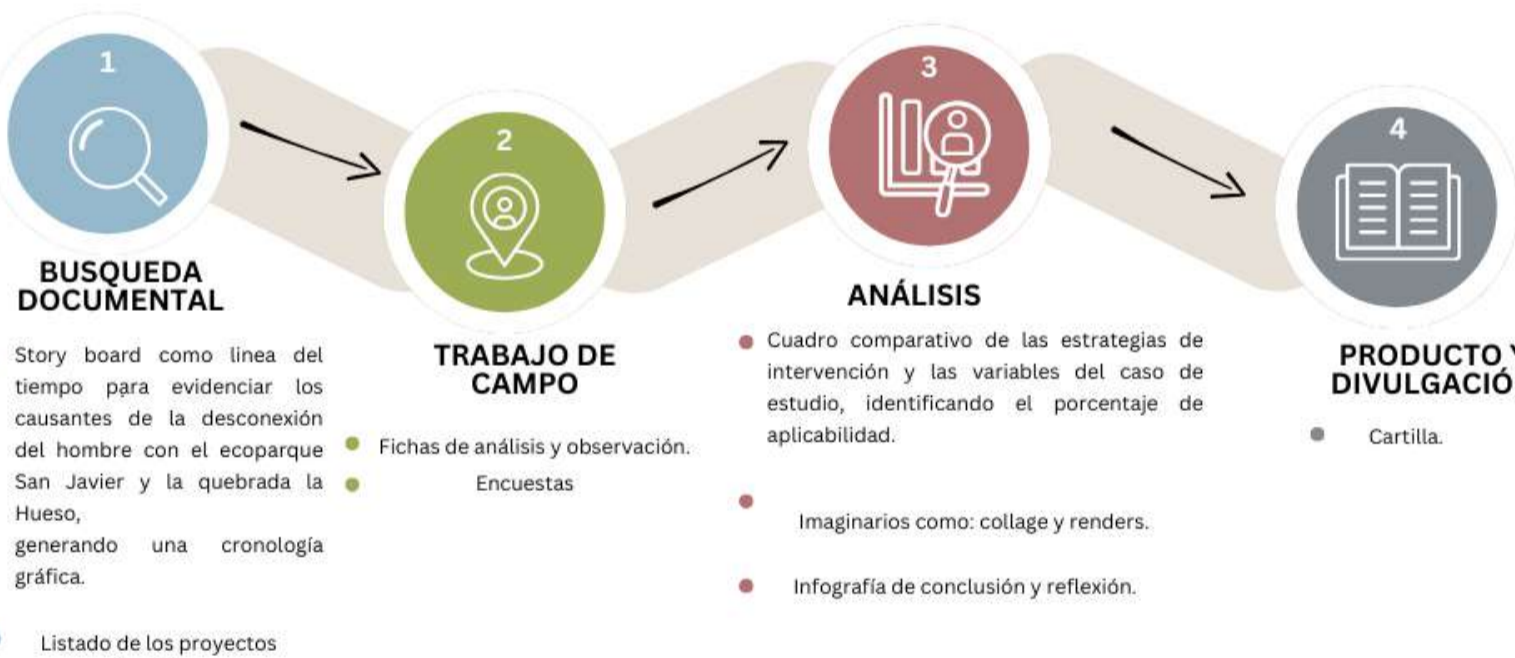 1
BUSQUEDA
DOCUMENTAL
Story board como linea del
tiempo para evidenciar los
causantes de la desconexión
del hombre con el ecoparque
San Javier y la quebrada la
Hueso,
generando una cronología
gráfica.
Listado de los proyectos
2
TRABAJO DE
CAMPO
Fichas de análisis y observación.
Encuestas
3
ANÁLISIS
Cuadro comparativo de las estrategias de
intervención y las variables del caso de
estudio, identificando el porcentaje de
aplicabilidad.
Imaginarios como: collage y renders.
Infografía de conclusión y reflexión.
4
PRODUCTO Y
DIVULGACIÓ
Cartilla.